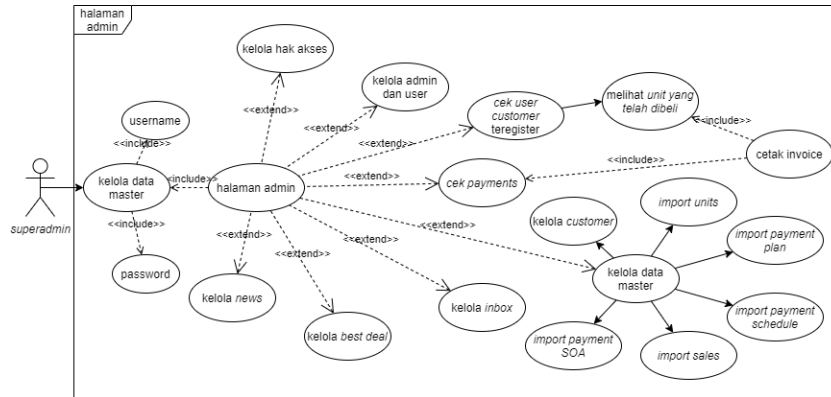 halaman
admin
kelola hak akses
kelola admin
dan user
cek user
customer
teregister
melihat unit yang
telah dibeli
username
<<extend>>
<<extend>>
<<extend>>
<<include>>
<<include>>
cetak invoice
kelola data
master
<<include>>
halaman admin
<<extend>>
cek payments
<<include>>
superadmin
<<include>>
<<extend>>
<<extend>>
<<extend>>
<<extend>>
kelola customer
import units
import payment
plan
password
kelola news
kelola best deal
kelola inbox
kelola data
master
import payment
schedule
import payment
SOA
import sales